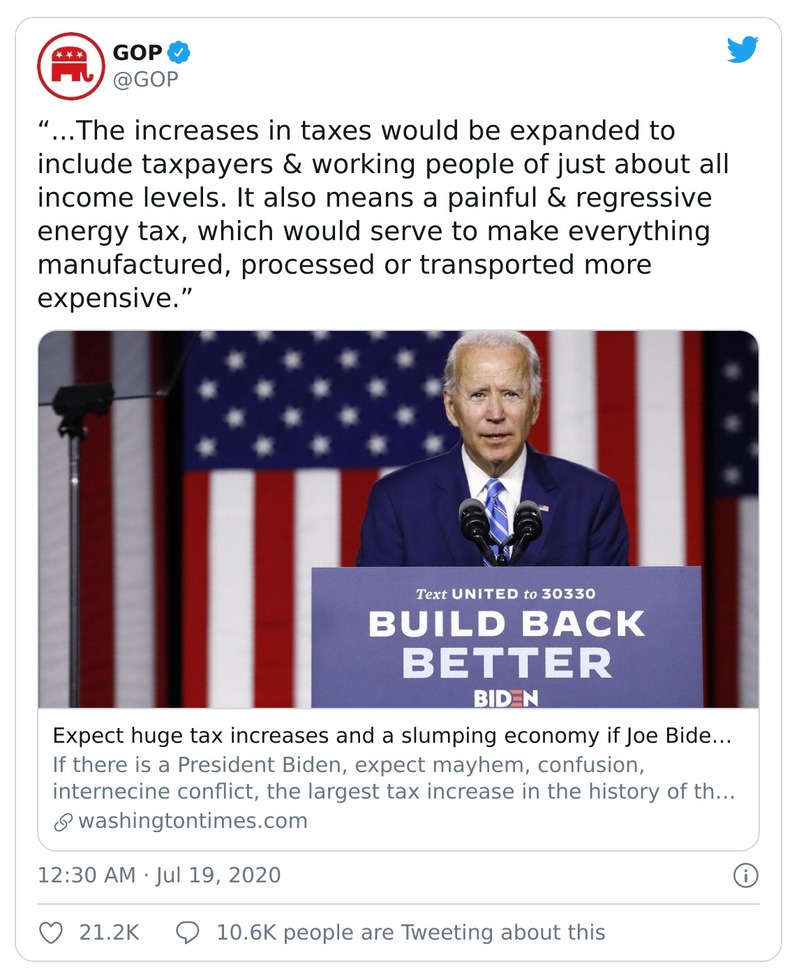 GOP
@GOP
“...The increases in taxes would be expanded to
include taxpayers & working people of just about all
income levels. It also means a painful & regressive
energy tax, which would serve to make everything
manufactured, processed or transported more
expensive.”
Text UNITED to 30330
BUILD BACK
BETTER
BIDEN
Expect huge tax increases and a slumping economy if Joe Bide...
If there is a President Biden, expect mayhem, confusion,
internecine conflict, the largest tax increase in the history of th...
washingtontimes.com
12:30 AM · Jul 19, 2020
21.2K
10.6K people are Tweeting about this